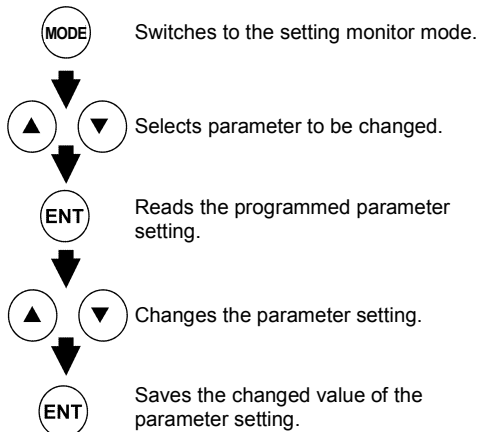 MODE Switches to the setting monitor mode.
▲ ▼ Selects parameter to be changed.
ENT Reads the programmed parameter
setting.
▲ ▼ Changes the parameter setting.
ENT Saves the changed value of the
parameter setting.